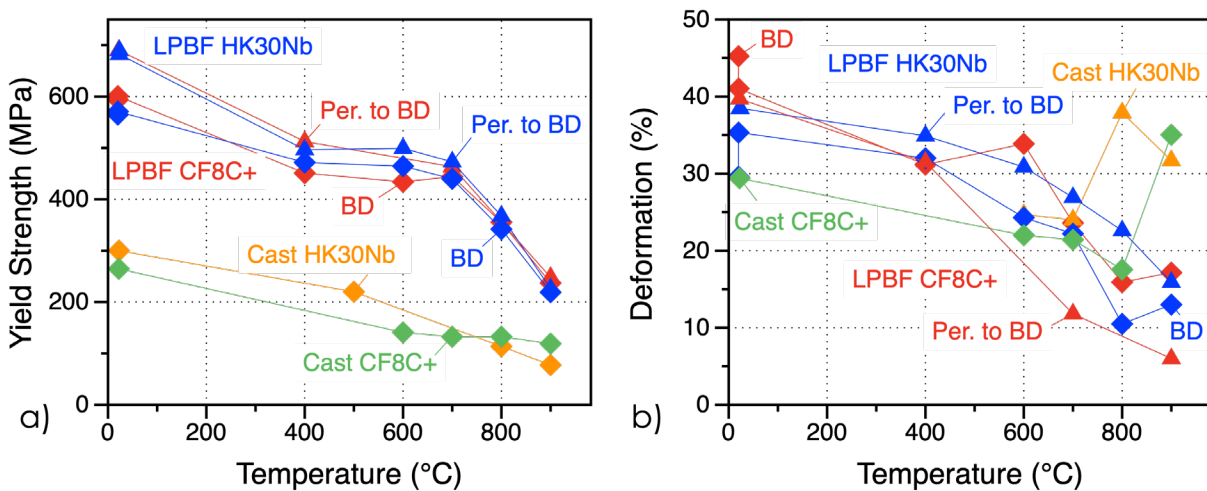 Yield Strength (MPa)
600
400
200
0
0
200
400
600
800
Temperature (°C)
LPBF HK30Nb
Per. to BD
Per. to BD
LPBF CF8C+
BD
BD
Cast HK30Nb
Cast CF8C+
a)
Deformation (%)
50
40
30
20
10
0
0
200
400
600
800
Temperature (°C)
BD
LPBF HK30Nb
Cast HK30Nb
Per. to BD
Cast CF8C+
LPBF CF8C+
Per. to BD
BD
b)